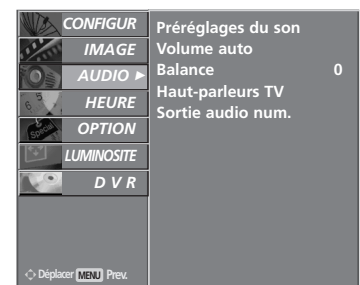 CONFIGUR
IMAGE
AUDIO
HEURE
OPTION
LUMINOSITE
D V R
Préréglages du son
Volume auto
Balance 0
Haut-parleurs TV
Sortie audio num.
Déplacer MENU Prev.